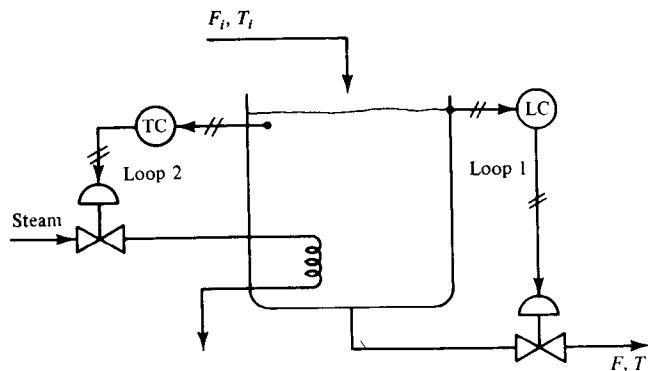 F_i, T_i
TC
LC
Loop 2
Loop 1
Steam
F, T